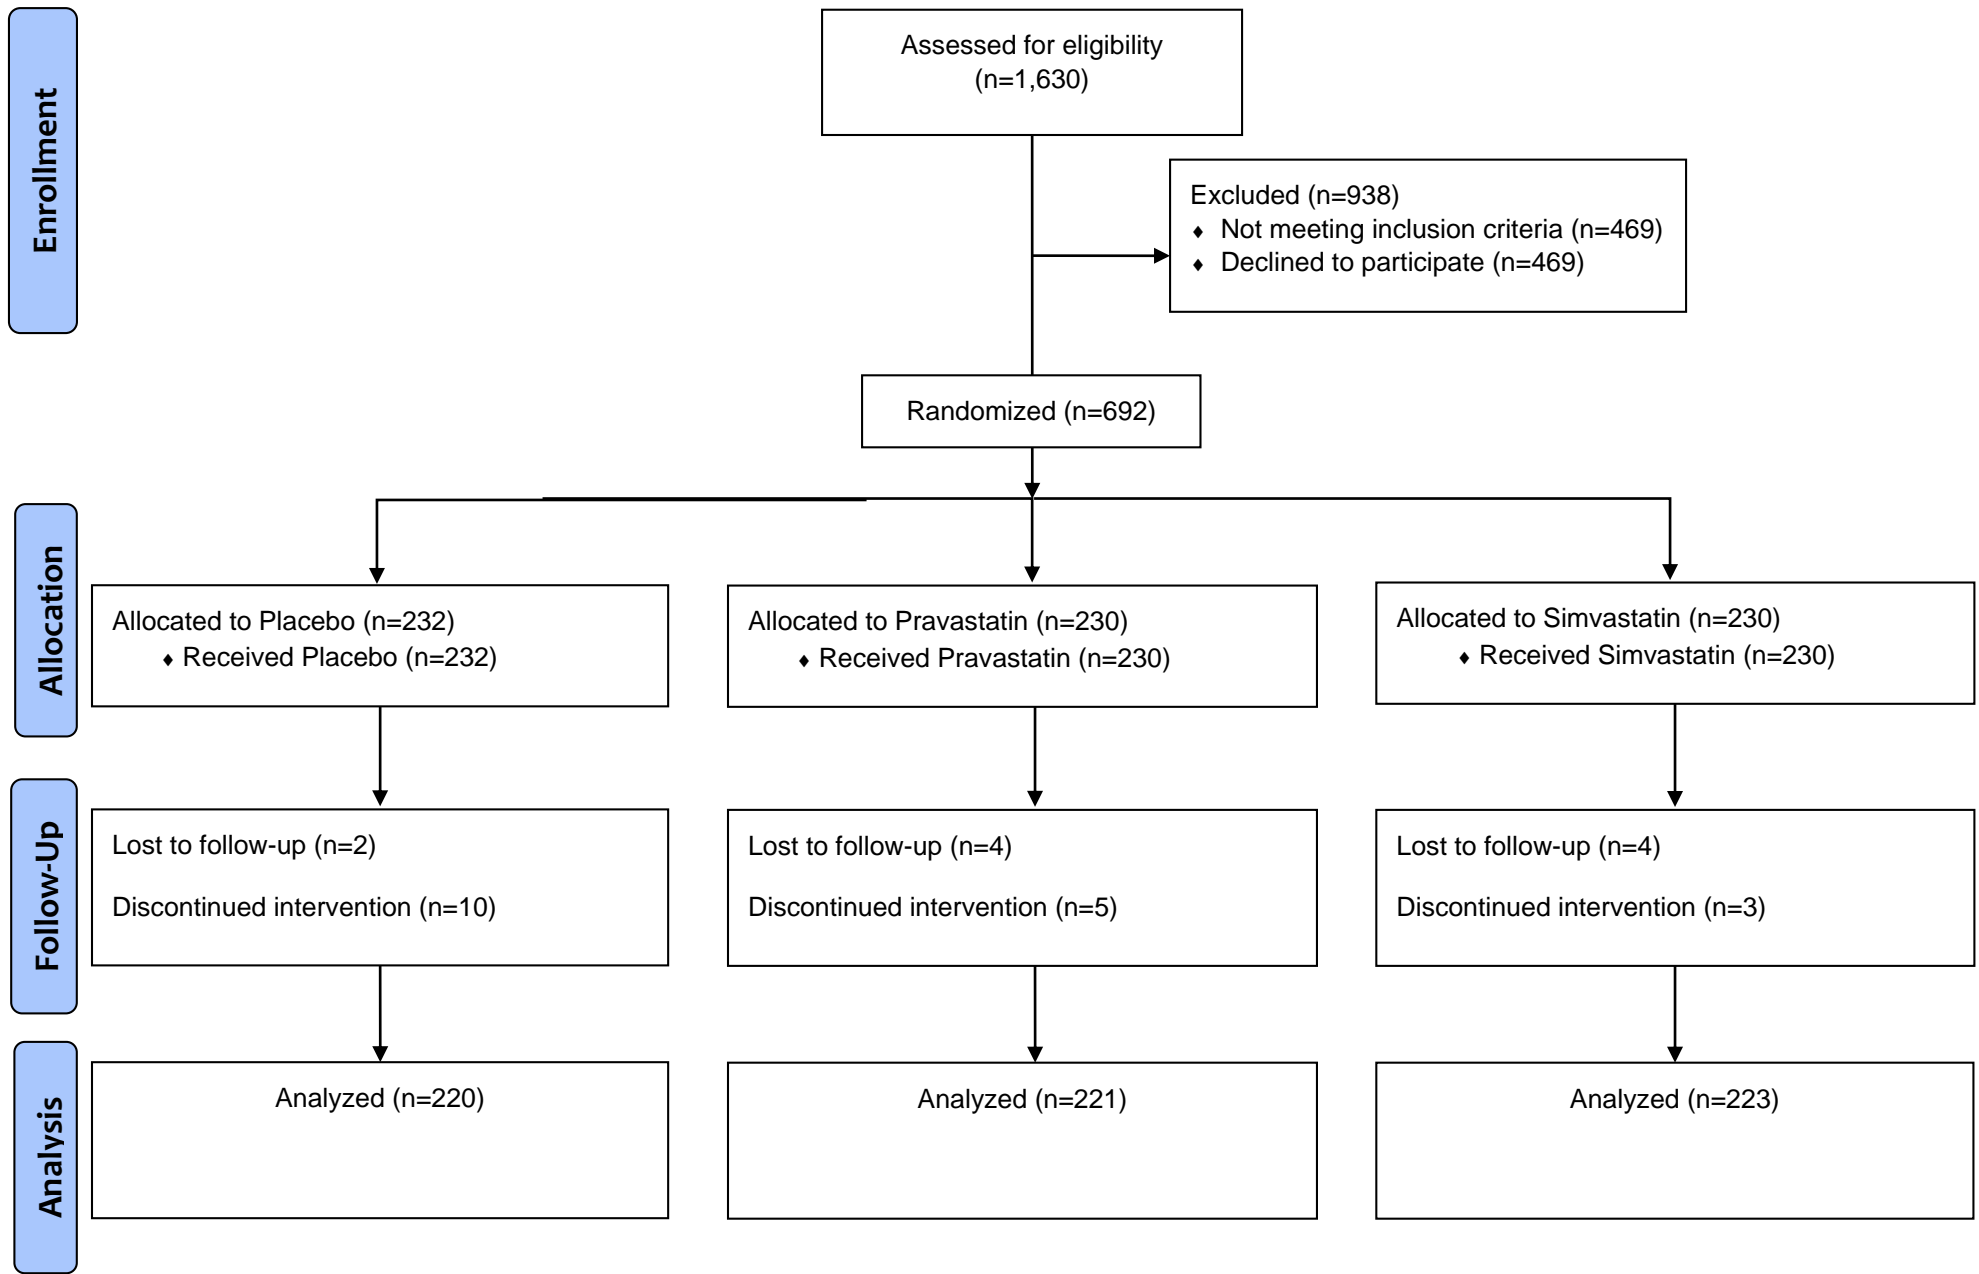 Enrollment
Assessed for eligibility
(n=1,630)
Excluded (n=938)
♦ Not meeting inclusion criteria (n=469)
♦ Declined to participate (n=469)
Randomized (n=692)
Allocation
Allocated to Placebo (n=232)
♦ Received Placebo (n=232)
Allocated to Pravastatin (n=230)
♦ Received Pravastatin (n=230)
Allocated to Simvastatin (n=230)
♦ Received Simvastatin (n=230)
Follow-Up
Lost to follow-up (n=2)
Discontinued intervention (n=10)
Lost to follow-up (n=4)
Discontinued intervention (n=5)
Lost to follow-up (n=4)
Discontinued intervention (n=3)
Analysis
Analyzed (n=220)
Analyzed (n=221)
Analyzed (n=223)